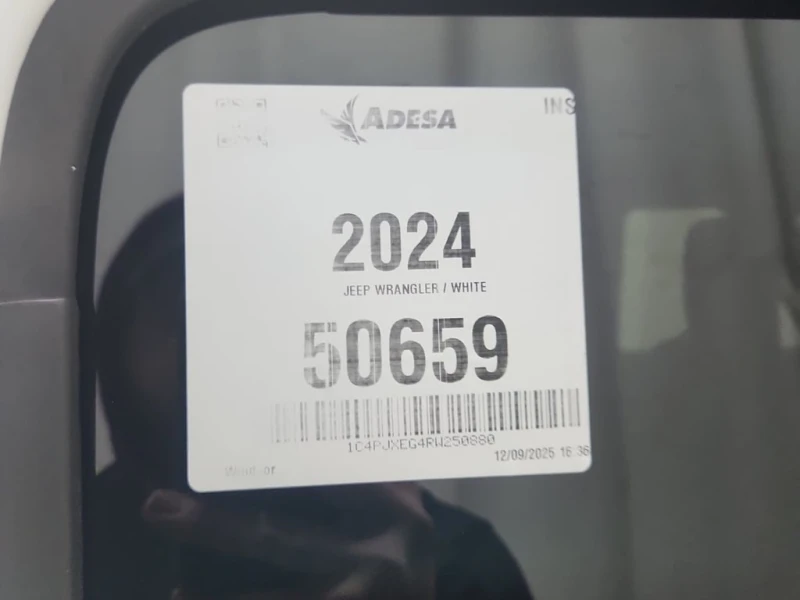 ADESA
INS
2024
JEEP WRANGLER / WHITE
50659
1C4PJXEG4RW250880
12/09/2025 16:36